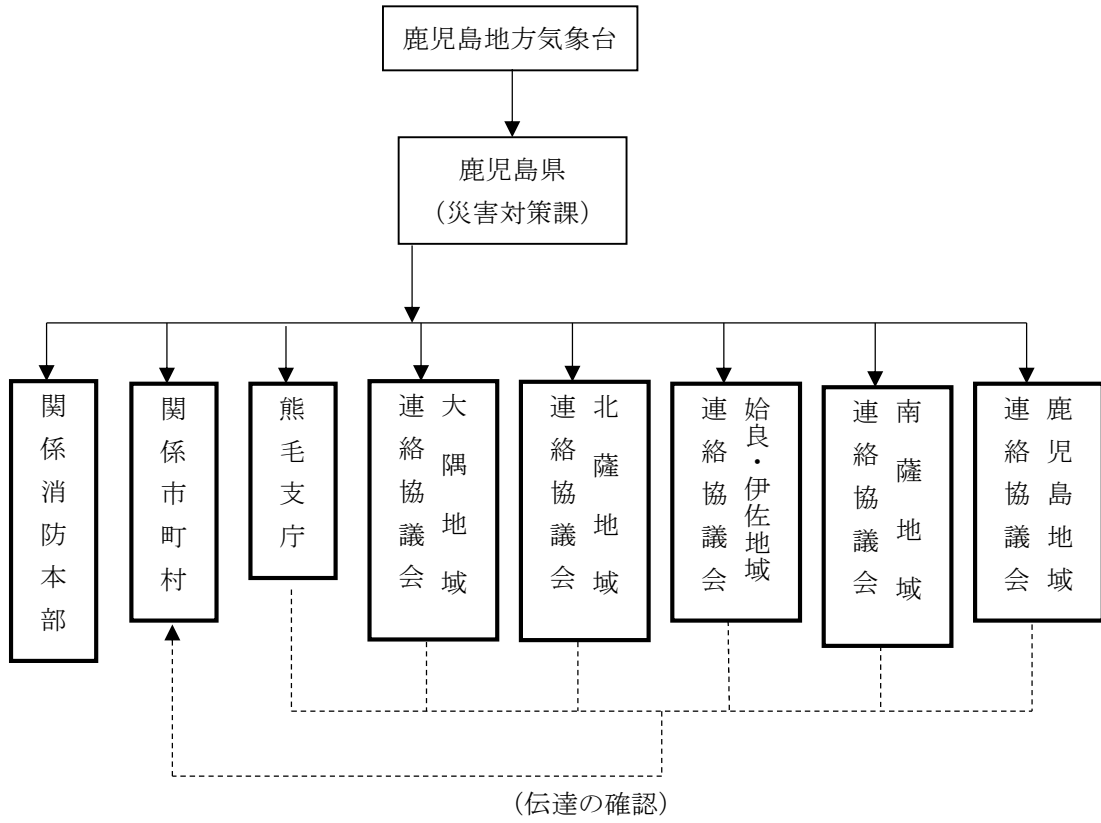 鹿児島地方気象台
鹿児島県
（災害対策課）
関係消防本部
関係市町村
熊毛支庁
大隅地域
連絡協議会
北薩地域
連絡協議会
姶良・伊佐地域
連絡協議会
南薩地域
連絡協議会
鹿児島地域
連絡協議会
（伝達の確認）